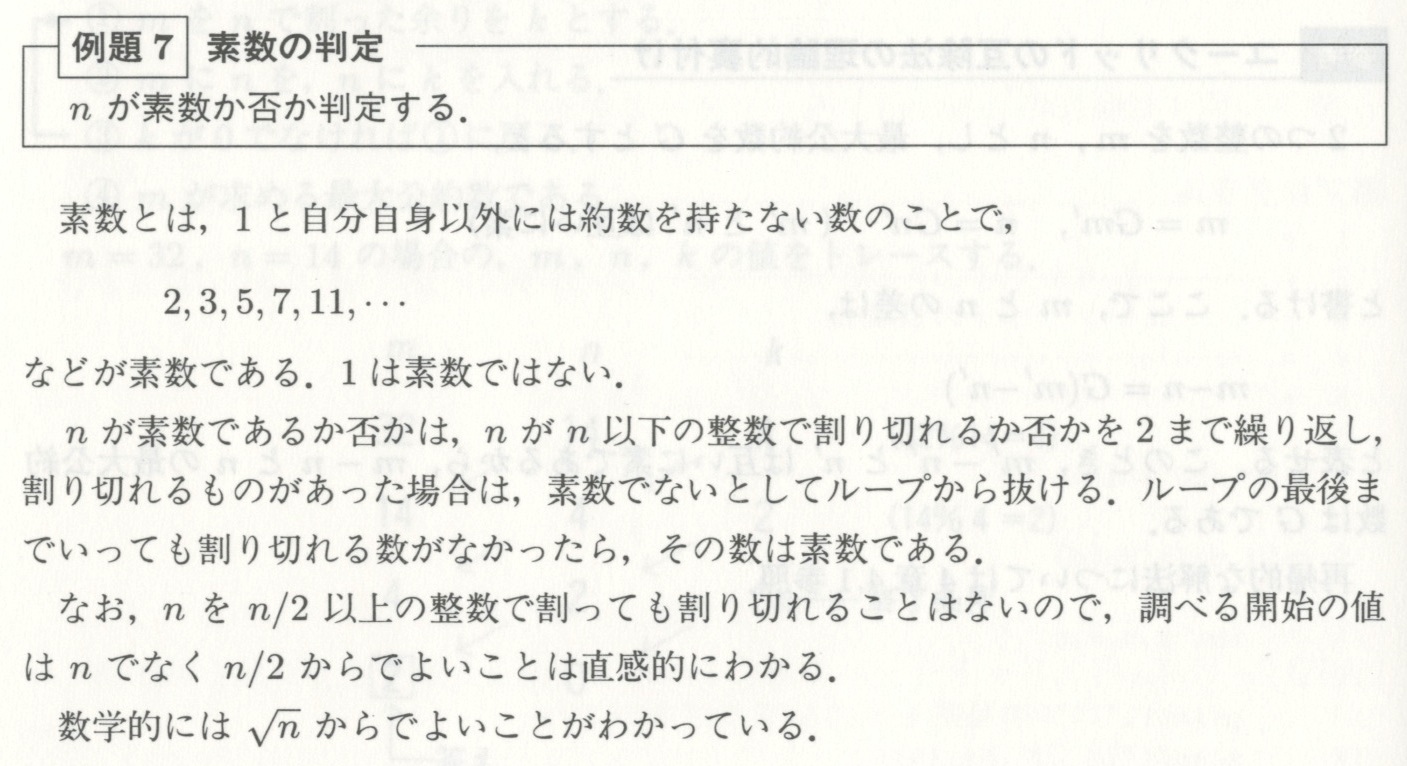 例題 7 素数の判定
n が素数か否か判定する.
素数とは，1 と自分自身以外には約数を持たない数のことで
2, 3, 5, 7, 11, ···
などが素数である．1 は素数ではない．
n が素数であるか否かは，n が n 以下の整数で割り切れるか否かを 2 まで繰り返し，
割り切れるものがあった場合は，素数でないとしてループから抜ける．ループの最後ま
でいっても割り切れる数がなかったら，その数は素数である．
なお，n を n/2 以上の整数で割っても割り切れることはないので，調べる開始の値
は n でなく n/2 からでよいことは直感的にわかる．
数学的には √n からでよいことがわかっている．